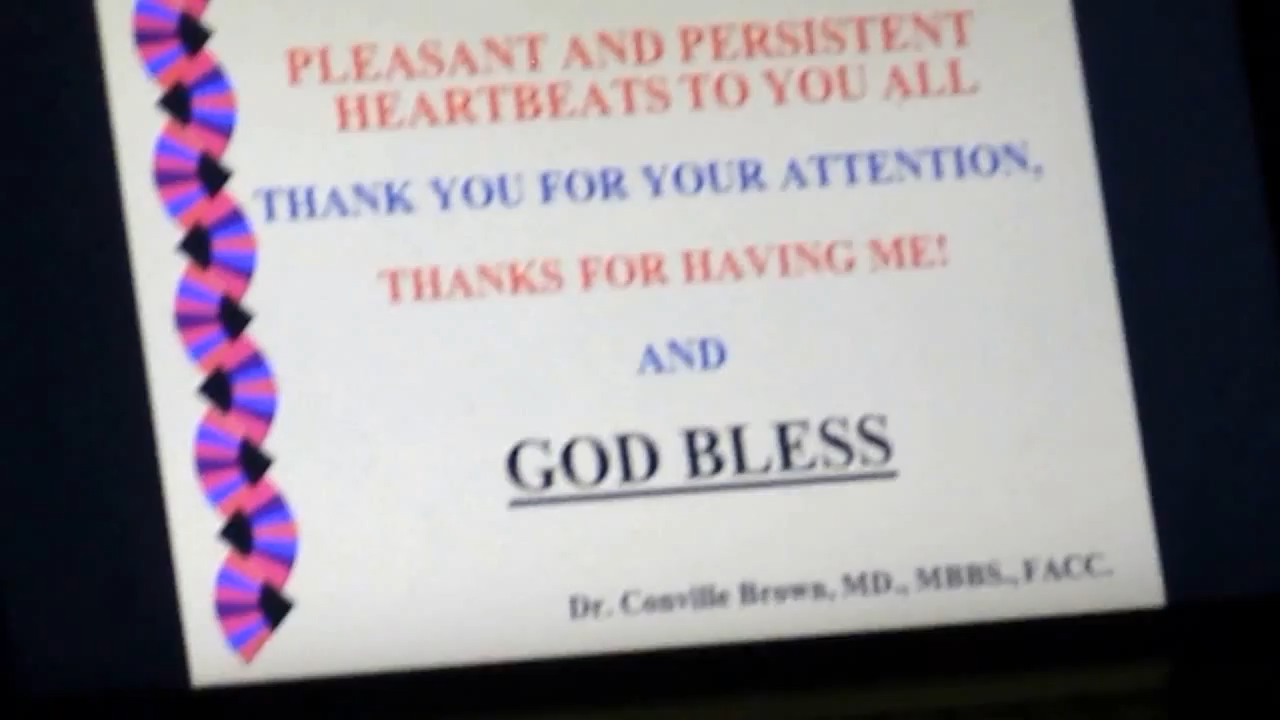 PLEASANT AND PERSISTENT
HEARTBEATS TO YOU ALL
THANK YOU FOR YOUR ATTENTION,
THANKS FOR HAVING ME!
AND
GOD BLESS
Dr. Conville Brown, MD., MBBS., FACC.